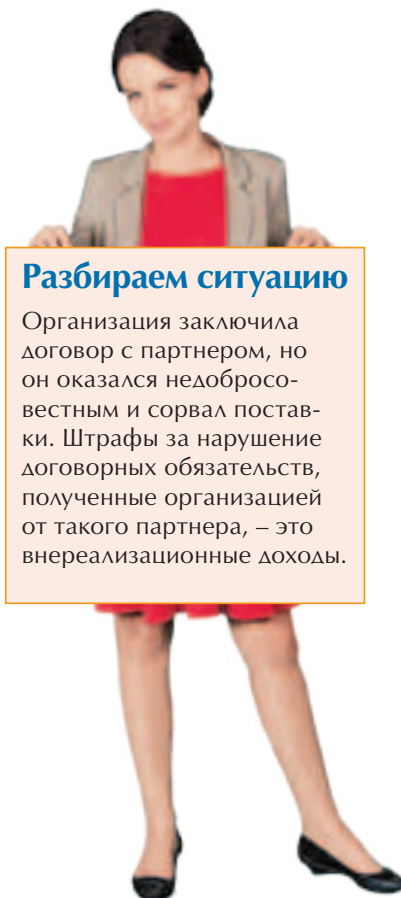 Разбираем ситуацию
Организация заключила
договор с партнером, но
он оказался недобросо-
вестным и сорвал постав-
ки. Штрафы за нарушение
договорных обязательств,
полученные организацией
от такого партнера, – это
внереализационные доходы.